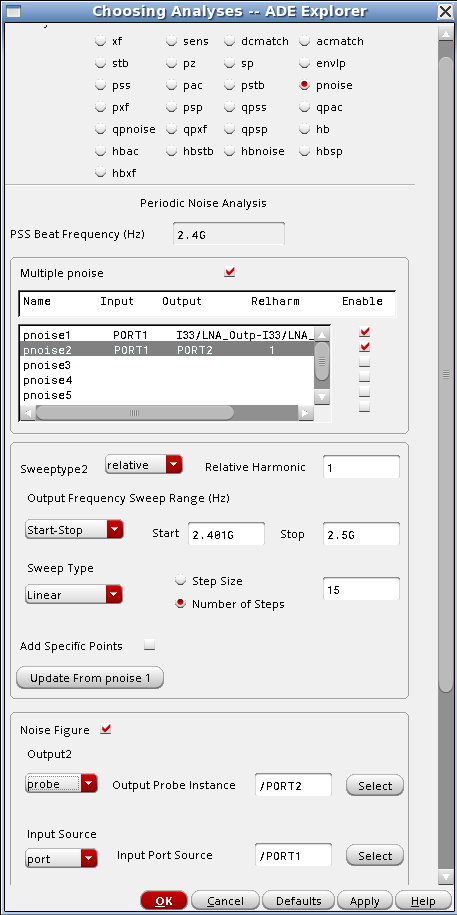 Choosing Analyses -- ADE Explorer
xf sens dcmatch acmatch
stb pz sp envlp
pss pac pstb pnoise
pxf psp qpss qpac
qpnoise qpxf qpsp hb
hbac hbstb hbnoise hbsp
hbxf
Periodic Noise Analysis
PSS Beat Frequency (Hz) 2.4G
Multiple pnoise
Name Input Output Relharm Enable
pnoise1 PORT1 I33/LNA_Outp-I33/LNA_
pnoise2 PORT1 PORT2 1
pnoise3
pnoise4
pnoise5
Sweeptype2 relative Relative Harmonic 1
Output Frequency Sweep Range (Hz)
Start-Stop Start 2.401G Stop 2.5G
Sweep Type
Step Size
Linear 15
Number of Steps
Add Specific Points
Update From pnoise 1
Noise Figure
Output2
probe Output Probe Instance /PORT2 Select
Input Source
port Input Port Source /PORT1 Select
OK Cancel Defaults Apply Help